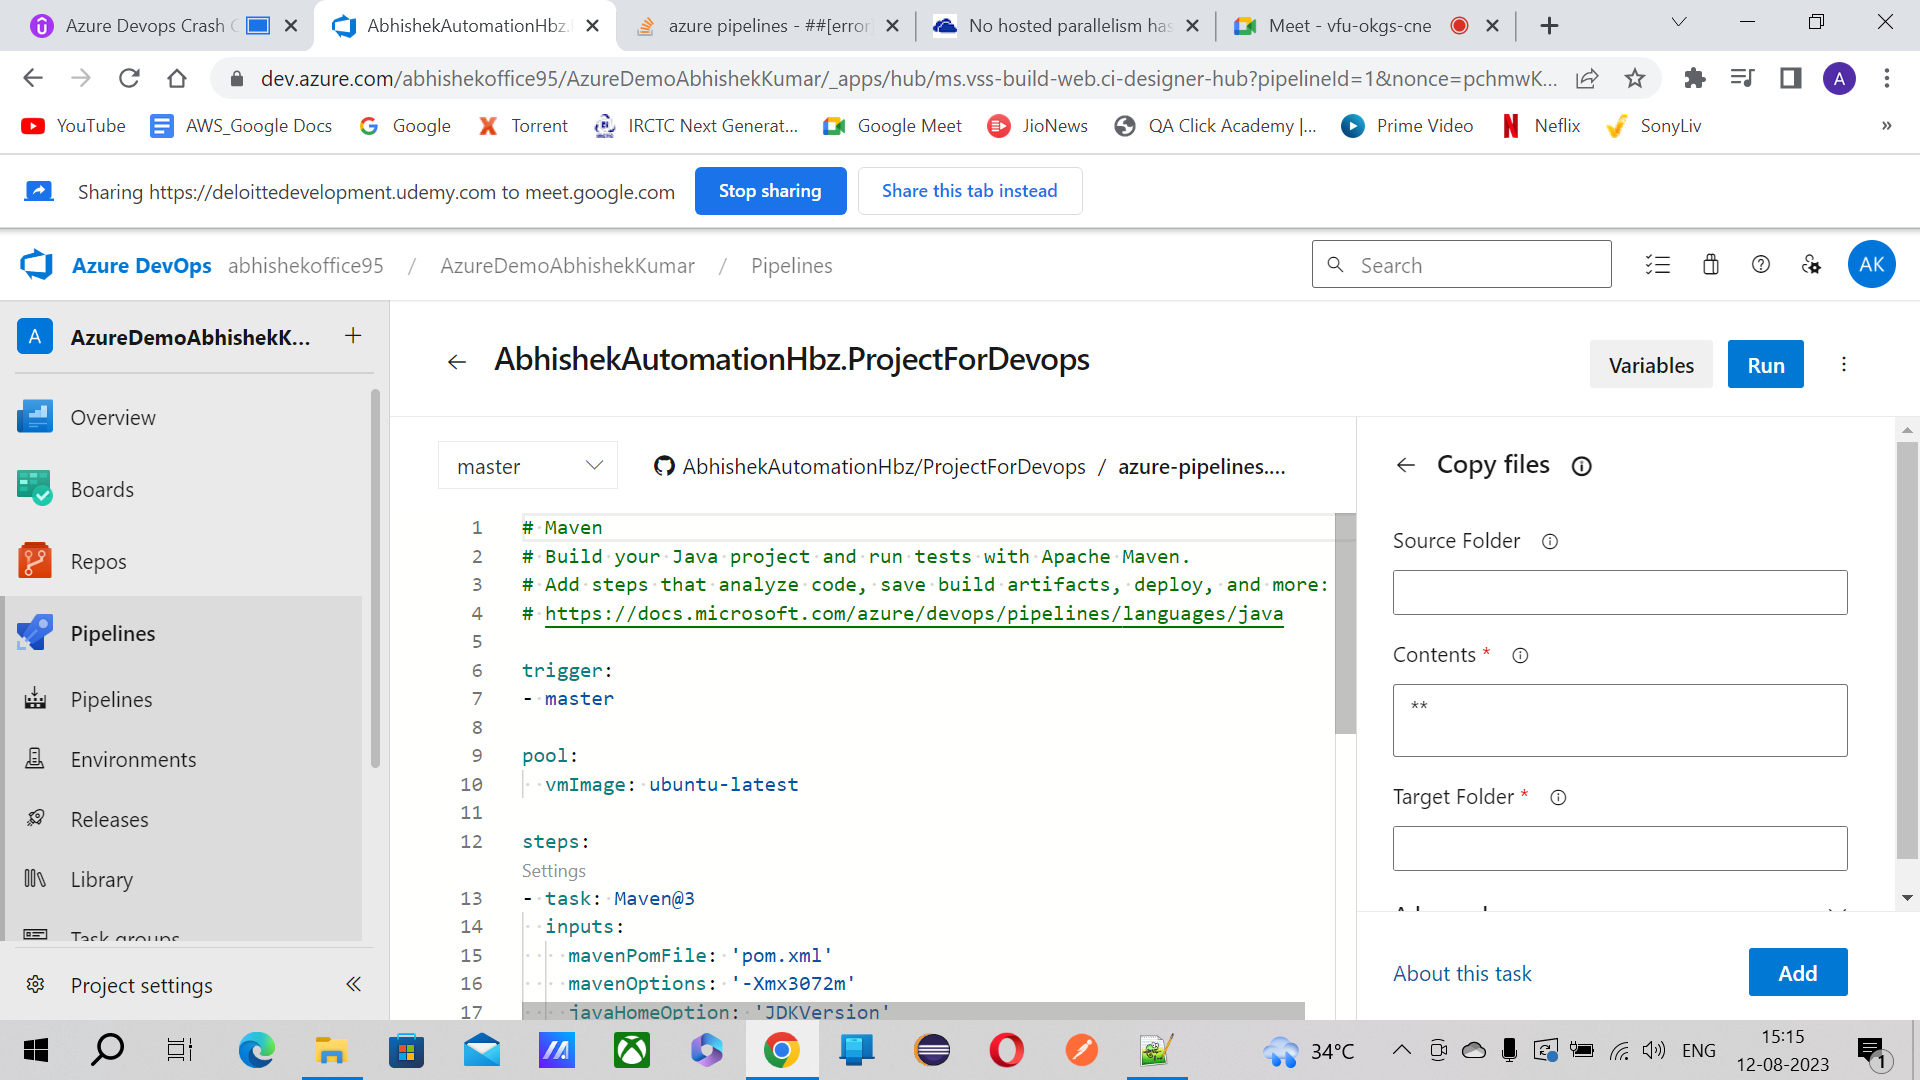 Azure Devops Crash C
AbhishekAutomationHbz.
azure pipelines - ##[error
No hosted parallelism has
Meet - vfu-okgs-cne
dev.azure.com/abhishekoffice95/AzureDemoAbhishekKumar/_apps/hub/ms.vss-build-web.ci-designer-hub?pipelineId=1&nonce=pchmwK...
A
YouTube
AWS_Google Docs
Google
Torrent
IRCTC Next Generat...
Google Meet
JioNews
QA Click Academy |...
Prime Video
Neflix
SonyLiv
»
Sharing https://deloittedevelopment.udemy.com to meet.google.com
Stop sharing
Share this tab instead
Azure DevOps
abhishekoffice95 / AzureDemoAbhishekKumar / Pipelines
Search
AK
A
AzureDemoAbhishekK...
+
Overview
Boards
Repos
Pipelines
Pipelines
Environments
Releases
Library
Task groups
Project settings
AbhishekAutomationHbz.ProjectForDevops
Variables
Run
master
AbhishekAutomationHbz/ProjectForDevops / azure-pipelines....
1 # Maven
2 # Build your Java project and run tests with Apache Maven.
3 # Add steps that analyze code, save build artifacts, deploy, and more:
4 # https://docs.microsoft.com/azure/devops/pipelines/languages/java
5
6 trigger:
7 - master
8
9 pool:
10 vmImage: ubuntu-latest
11
12 steps:
Settings
13 - task: Maven@3
14 inputs:
15 mavenPomFile: 'pom.xml'
16 mavenOptions: '-Xmx3072m'
17 javaHomeOption: 'JDKVersion'
Copy files
Source Folder
Contents *
**
Target Folder *
About this task
Add
34°C
ENG
15:15
12-08-2023
1